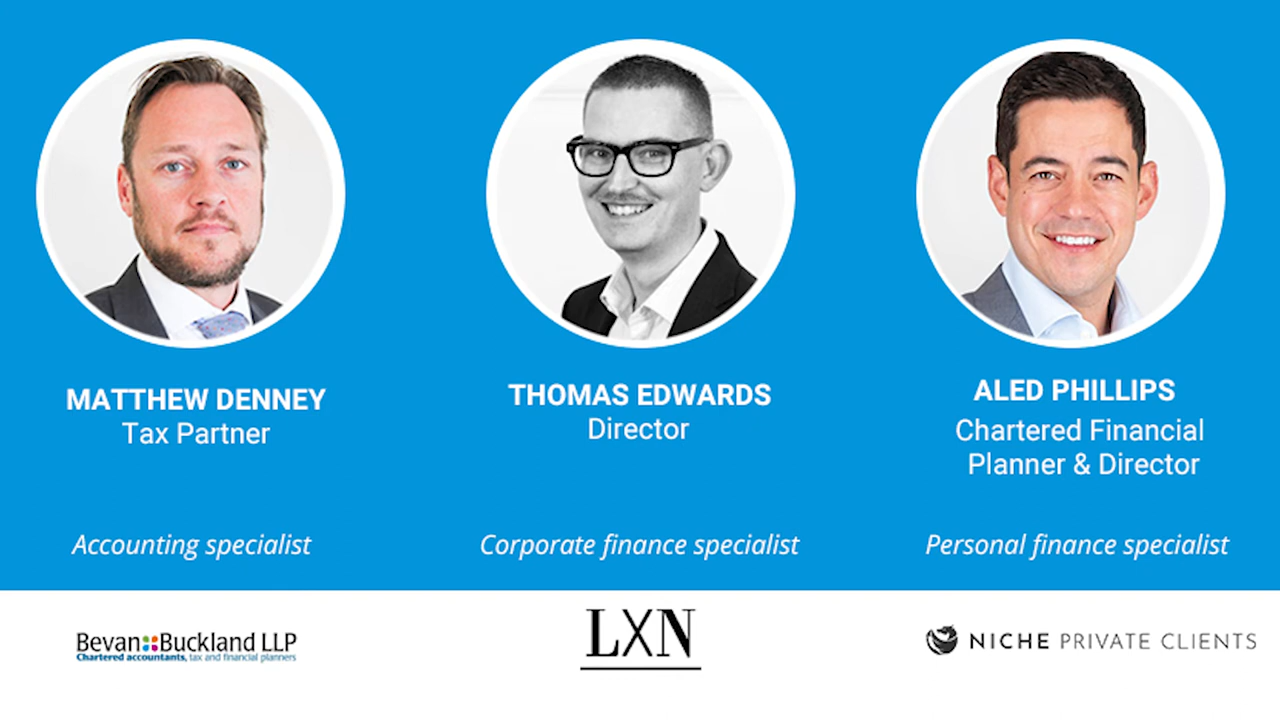 MATTHEW DENNEY
Tax Partner
Accounting specialist
THOMAS EDWARDS
Director
Corporate finance specialist
ALED PHILLIPS
Chartered Financial
Planner & Director
Personal finance specialist
Bevan Buckland LLP
Chartered accountants, tax and financial planners
LXN
NICHE PRIVATE CLIENTS